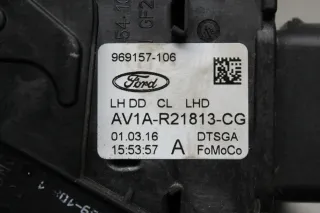 969157-106
Ford
LH DD CL LHD
AV1A-R21813-CG
01.03.16 DTSGA
15:53:57 A FoMoCo